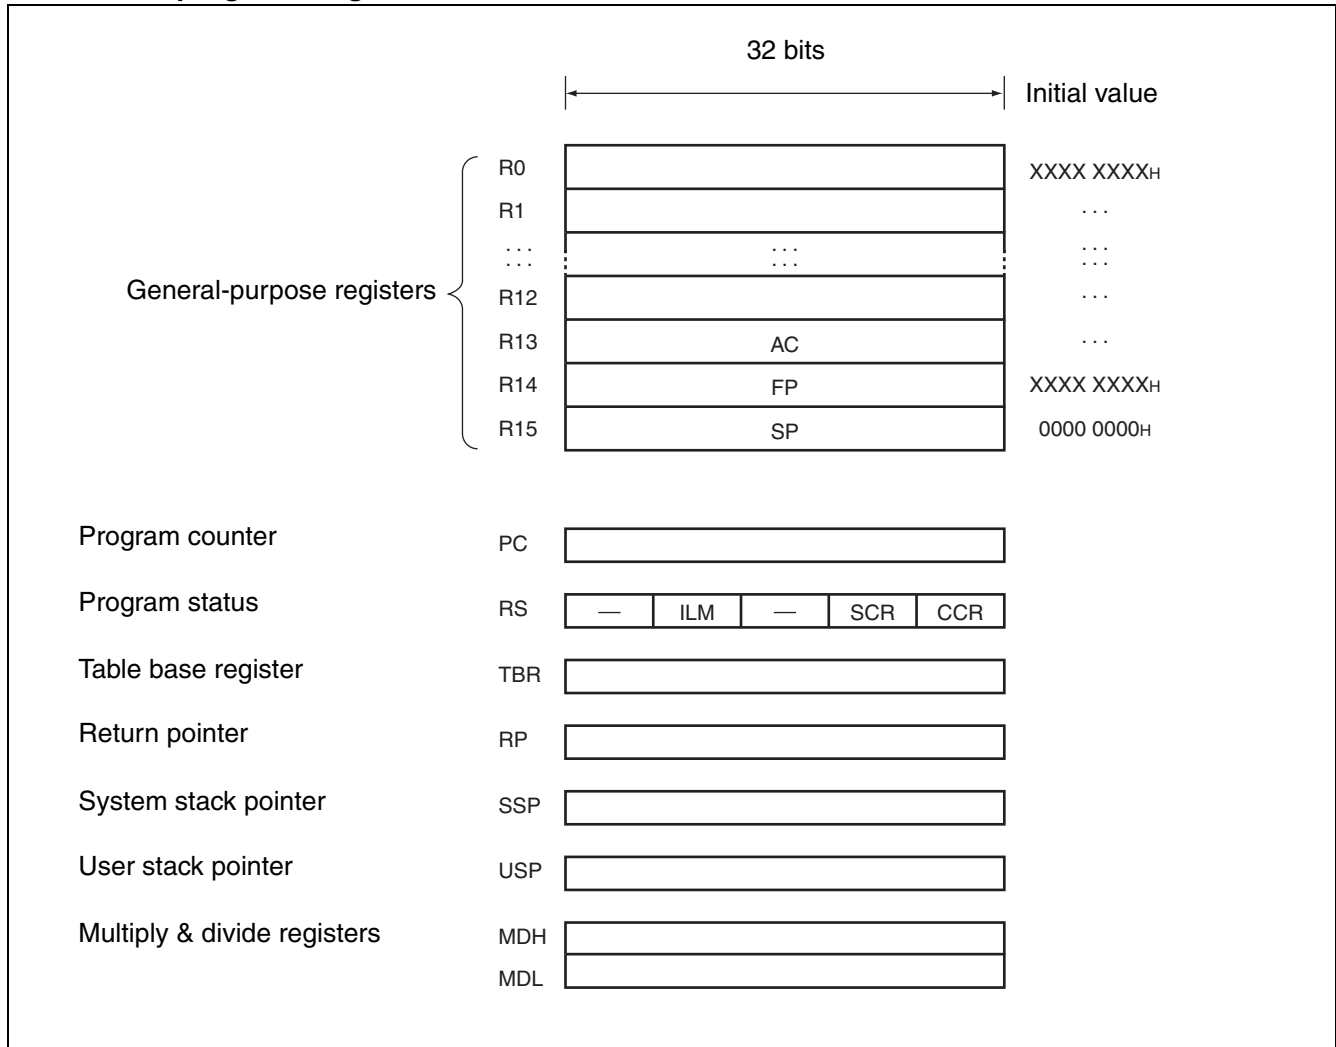 32 bits
Initial value
R0 XXXX XXXXH
R1 . . .
. . . . . . . . .
. . . . . . . . .
General-purpose registers
R12 . . .
R13 AC . . .
R14 FP XXXX XXXXH
R15 SP 0000 0000H
Program counter PC
Program status RS — ILM — SCR CCR
Table base register TBR
Return pointer RP
System stack pointer SSP
User stack pointer USP
Multiply & divide registers MDH
MDL